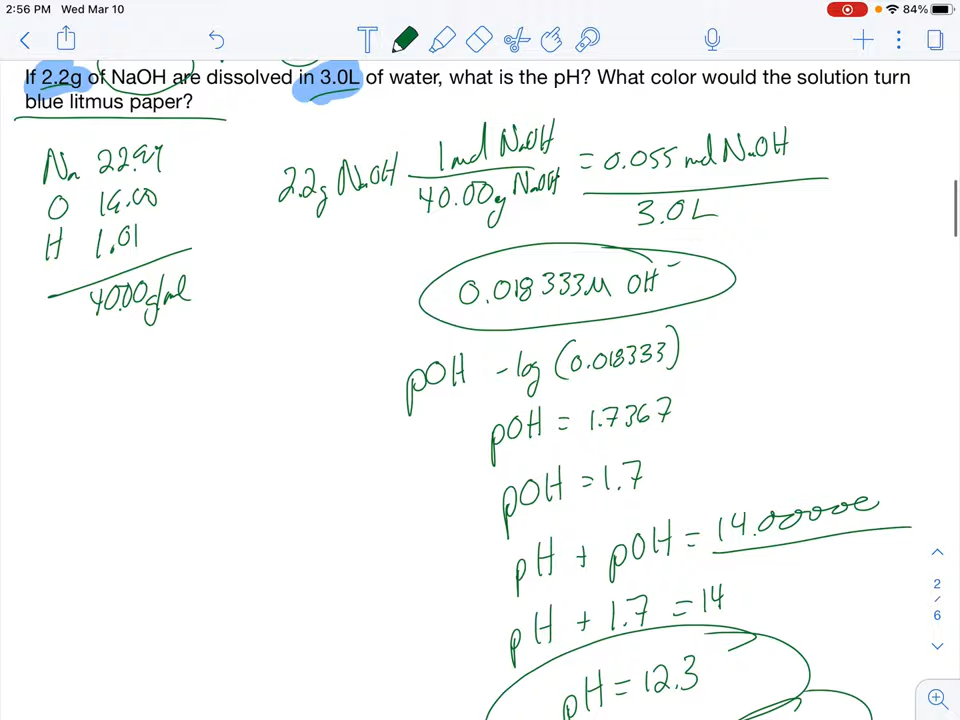 2:56 PM Wed Mar 10
84%
If 2.2g of NaOH are dissolved in 3.0L of water, what is the pH? What color would the solution turn
blue litmus paper?
Na 22.99
O 16.00
H 1.01
40.00 g/mol
2.2g NaOH 1 mol NaOH = 0.055 mol NaOH
40.00g NaOH 3.0L
0.018333M OH⁻
pOH -log (0.018333)
pOH = 1.7367
pOH = 1.7
pH + pOH = 14.00000
pH + 1.7 = 14
pH = 12.3
2
/
6